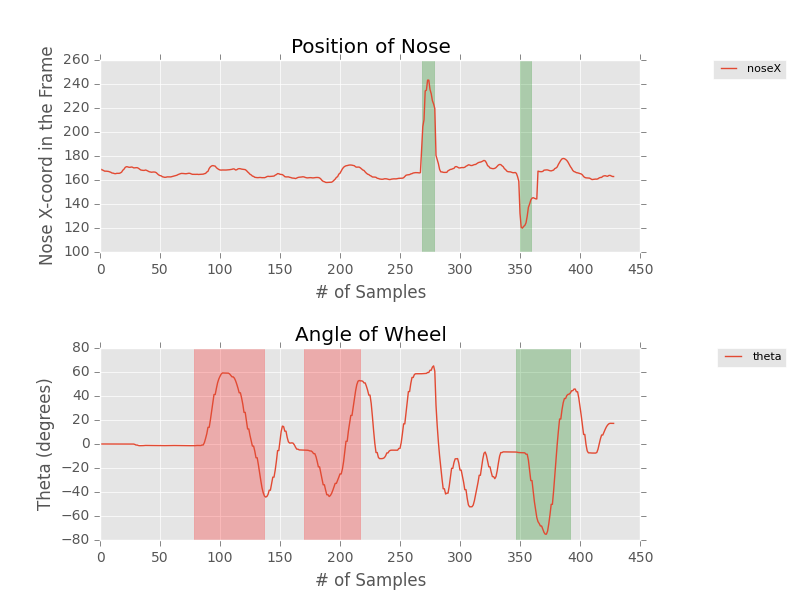 Position of Nose
260
240
220
200
180
160
140
120
100
Nose X-coord in the Frame
0 50 100 150 200 250 300 350 400 450
# of Samples
noseX
Angle of Wheel
80
60
40
20
0
−20
−40
−60
−80
Theta (degrees)
0 50 100 150 200 250 300 350 400 450
# of Samples
theta